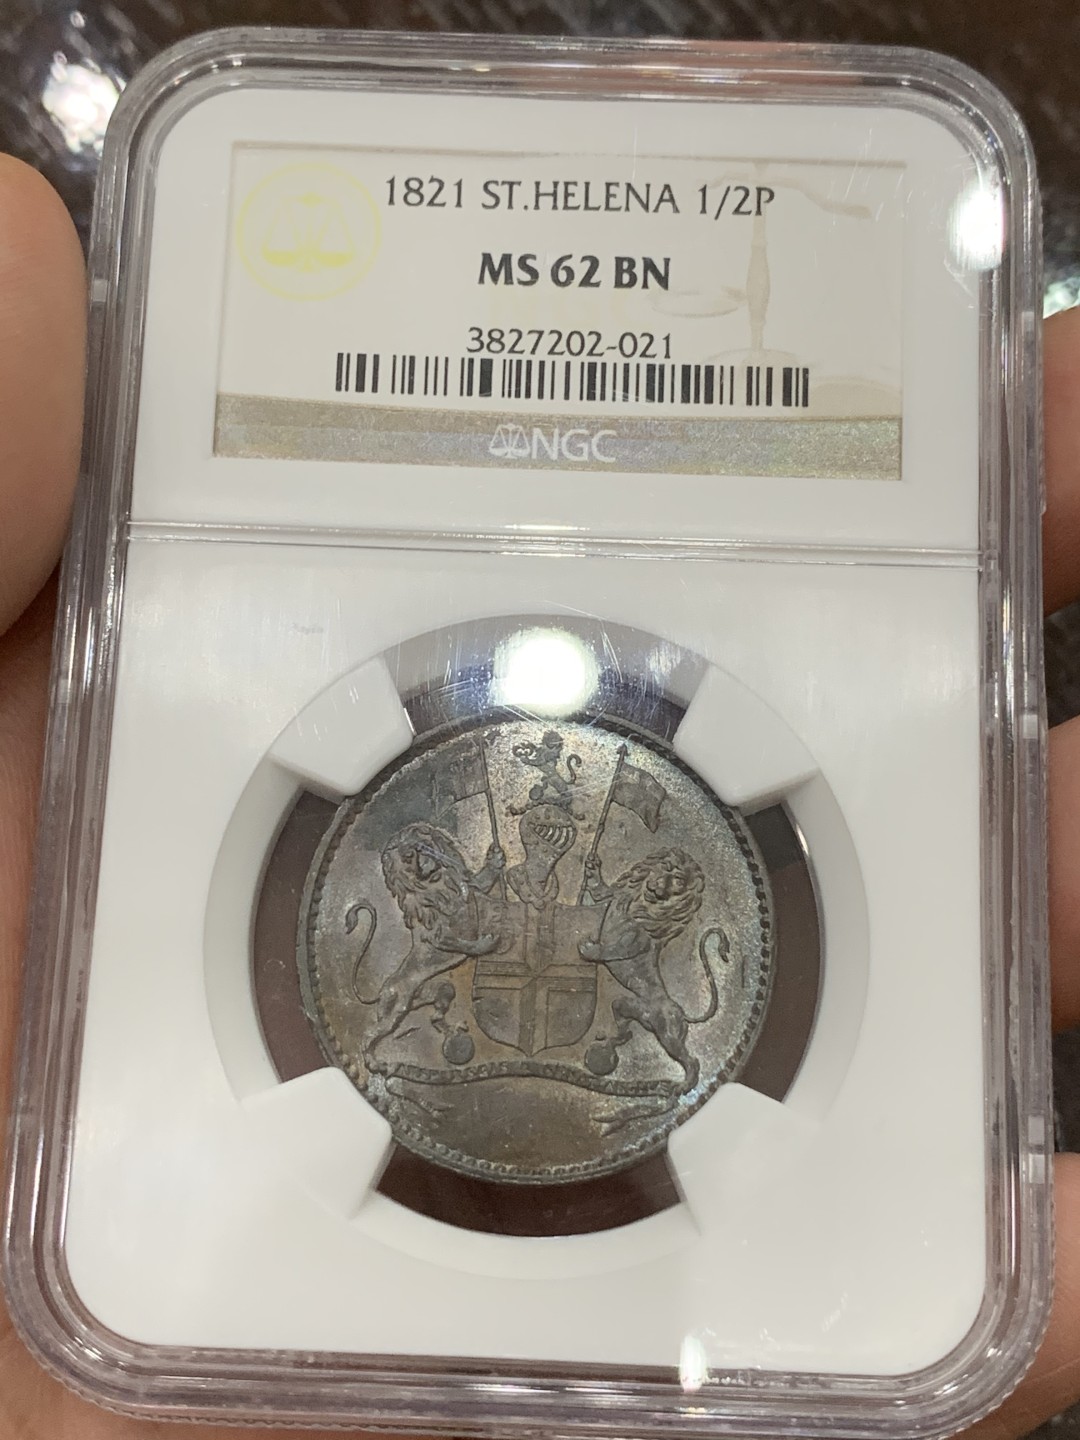 1821 ST.HELENA 1/2P
MS 62 BN
3827202-021
NGC